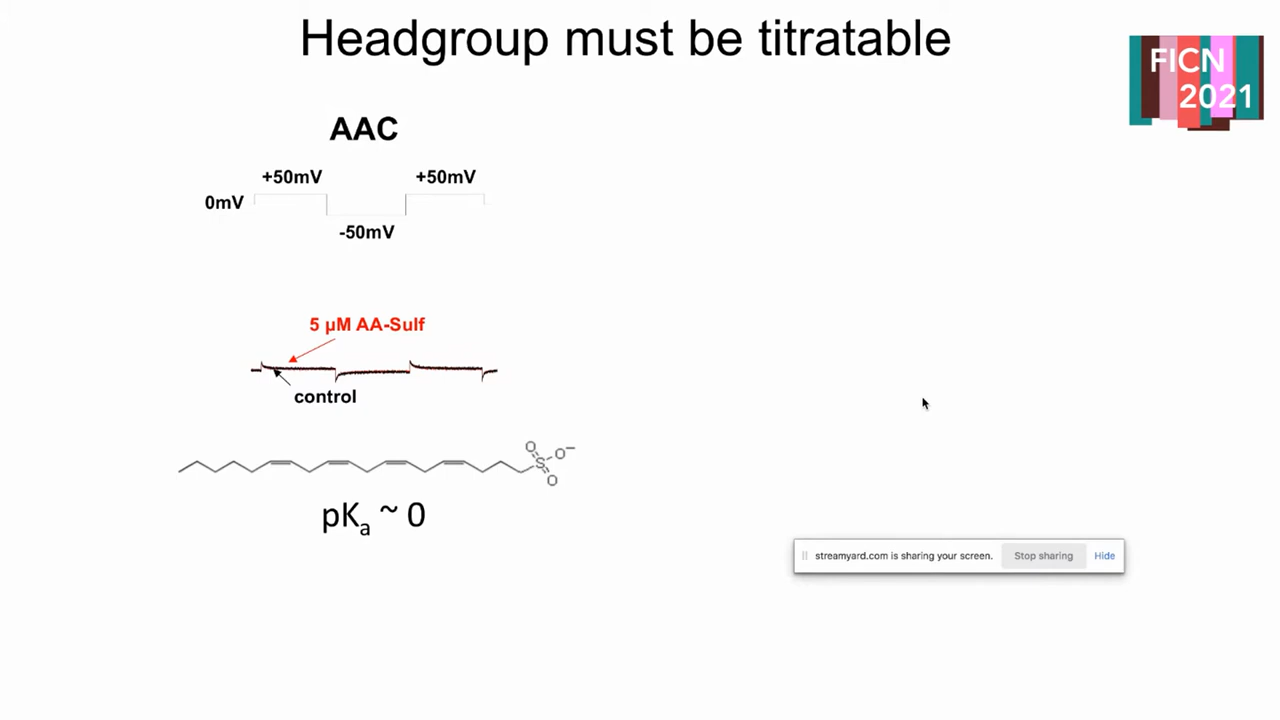 Headgroup must be titratable
FICN
2021
AAC
+50mV
+50mV
0mV
-50mV
5 µM AA-Sulf
control
O
O
S
O
–
pKa ~ 0
streamyard.com is sharing your screen.
Stop sharing
Hide